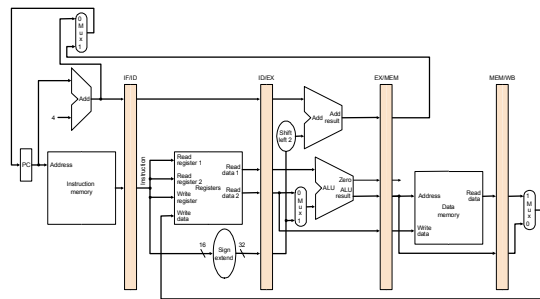 0
M
u
x
1
IF/ID
ID/EX
EX/MEM
MEM/WB
Add
4
Shift
left 2
Add
Add
result
PC
Address
Instruction
memory
Instruction
Read
register 1
Read
register 2
Registers
Write
register
Write
data
Read
data 1
Read
data 2
0
M
u
x
1
ALU
Zero
ALU
result
Address
Data
memory
Write
data
Read
data
1
M
u
x
0
16
Sign
extend
32